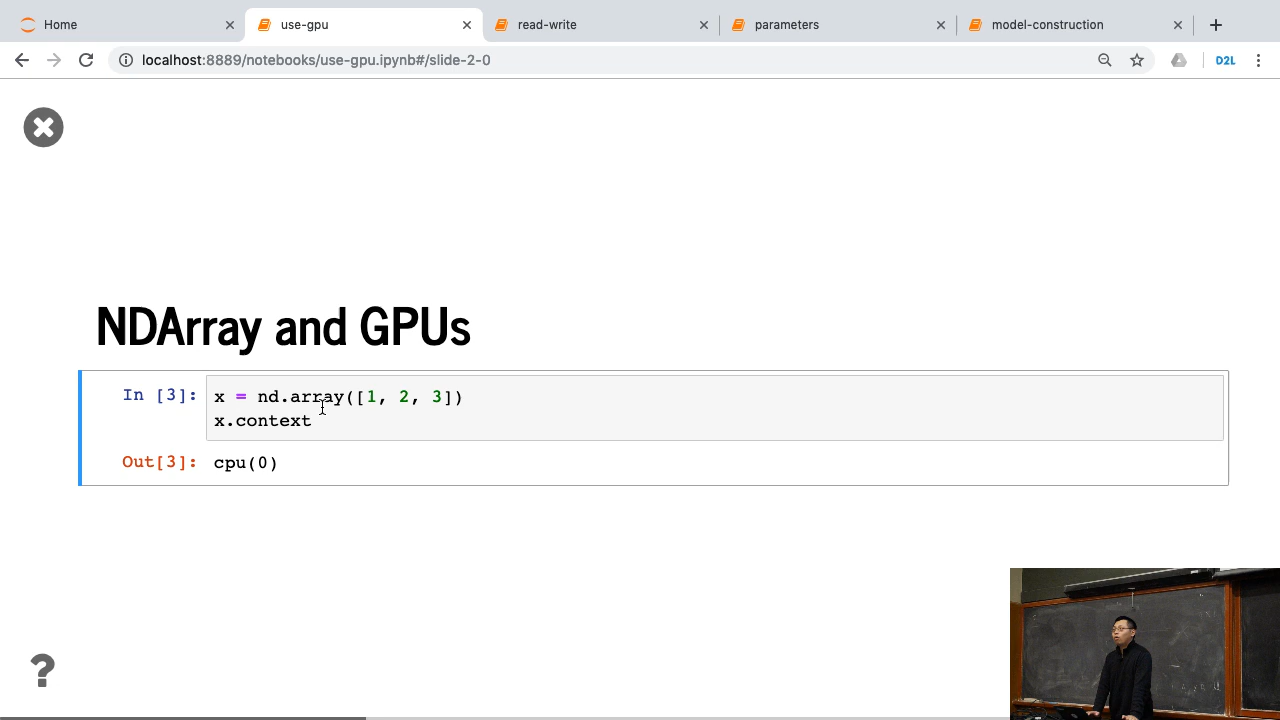 Home
use-gpu
read-write
parameters
model-construction
localhost:8889/notebooks/use-gpu.ipynb#/slide-2-0
D2L
NDArray and GPUs
In [3]: x = nd.array([1, 2, 3])
x.context
Out[3]: cpu(0)
?